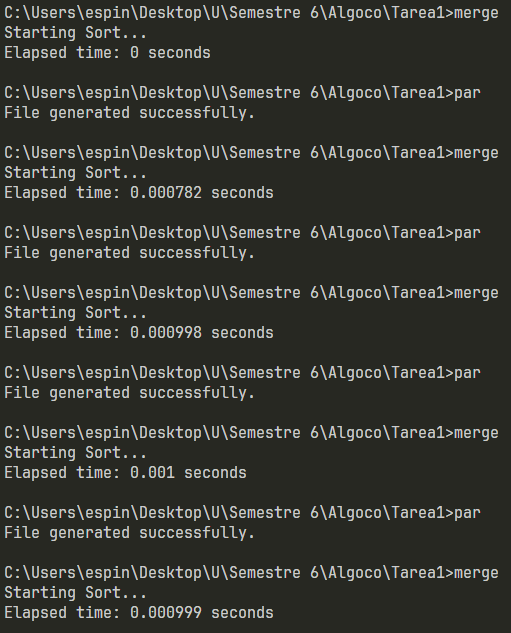 C:\Users\espin\Desktop\U\Semestre 6\Algoco\Tarea1>merge
Starting Sort...
Elapsed time: 0 seconds
C:\Users\espin\Desktop\U\Semestre 6\Algoco\Tarea1>par
File generated successfully.
C:\Users\espin\Desktop\U\Semestre 6\Algoco\Tarea1>merge
Starting Sort...
Elapsed time: 0.000782 seconds
C:\Users\espin\Desktop\U\Semestre 6\Algoco\Tarea1>par
File generated successfully.
C:\Users\espin\Desktop\U\Semestre 6\Algoco\Tarea1>merge
Starting Sort...
Elapsed time: 0.000998 seconds
C:\Users\espin\Desktop\U\Semestre 6\Algoco\Tarea1>par
File generated successfully.
C:\Users\espin\Desktop\U\Semestre 6\Algoco\Tarea1>merge
Starting Sort...
Elapsed time: 0.001 seconds
C:\Users\espin\Desktop\U\Semestre 6\Algoco\Tarea1>par
File generated successfully.
C:\Users\espin\Desktop\U\Semestre 6\Algoco\Tarea1>merge
Starting Sort...
Elapsed time: 0.000999 seconds